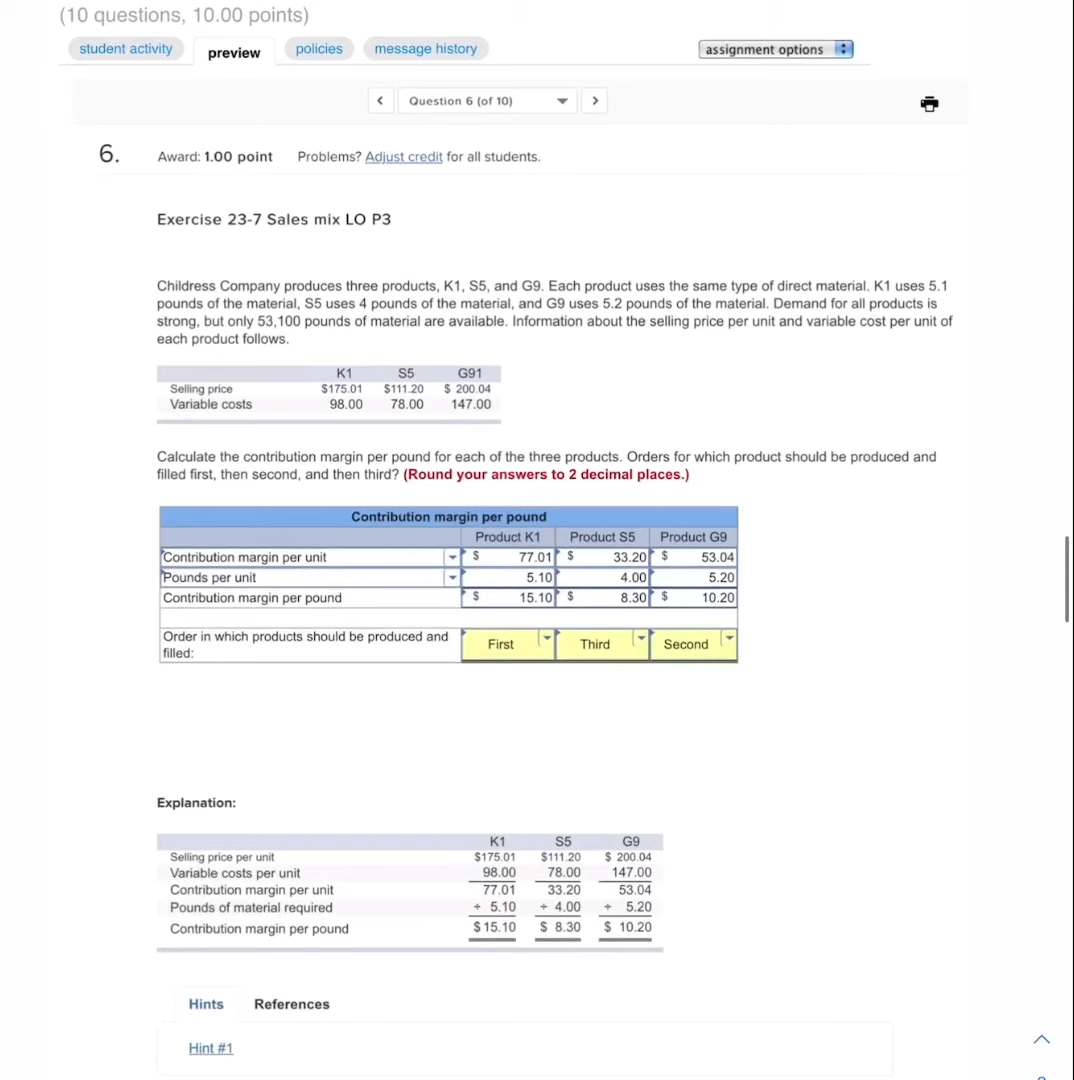 (10 questions, 10.00 points)
student activity preview policies message history assignment options
Question 6 (of 10)
6. Award: 1.00 point Problems? Adjust credit for all students.
Exercise 23-7 Sales mix LO P3
Childress Company produces three products, K1, S5, and G9. Each product uses the same type of direct material. K1 uses 5.1
pounds of the material, S5 uses 4 pounds of the material, and G9 uses 5.2 pounds of the material. Demand for all products is
strong, but only 53,100 pounds of material are available. Information about the selling price per unit and variable cost per unit of
each product follows.
K1 S5 G91
Selling price $175.01 $111.20 $ 200.04
Variable costs 98.00 78.00 147.00
Calculate the contribution margin per pound for each of the three products. Orders for which product should be produced and
filled first, then second, and then third? (Round your answers to 2 decimal places.)
Contribution margin per pound
Product K1 Product S5 Product G9
Contribution margin per unit $ 77.01 $ 33.20 $ 53.04
Pounds per unit 5.10 4.00 5.20
Contribution margin per pound $ 15.10 $ 8.30 $ 10.20
Order in which products should be produced and
filled: First Third Second
Explanation:
K1 S5 G9
Selling price per unit $175.01 $111.20 $ 200.04
Variable costs per unit 98.00 78.00 147.00
Contribution margin per unit 77.01 33.20 53.04
Pounds of material required ÷ 5.10 ÷ 4.00 ÷ 5.20
Contribution margin per pound $ 15.10 $ 8.30 $ 10.20
Hints References
Hint #1